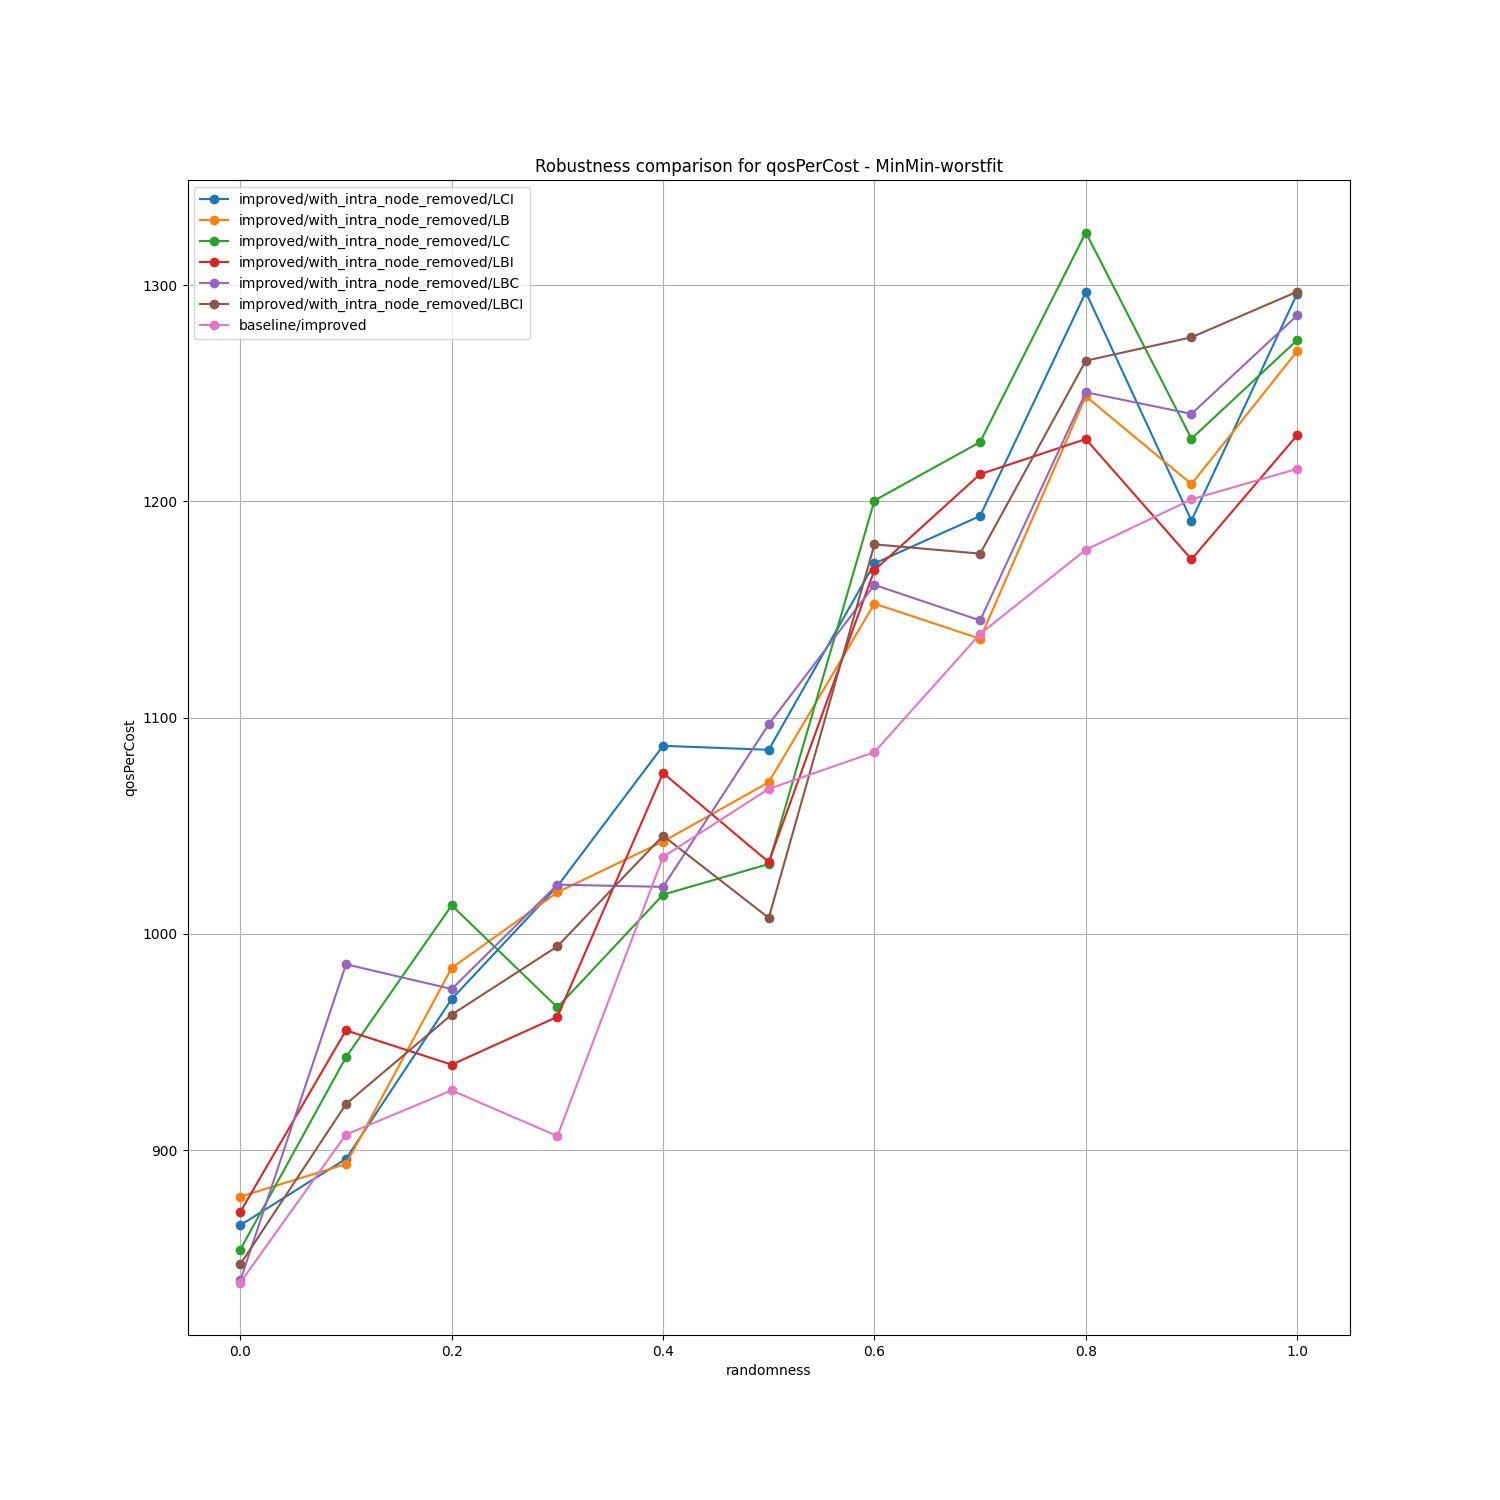 Robustness comparison for qosPerCost - MinMin-worstfit
improved/with_intra_node_removed/LCI
improved/with_intra_node_removed/LB
improved/with_intra_node_removed/LC
improved/with_intra_node_removed/LBI
improved/with_intra_node_removed/LBC
improved/with_intra_node_removed/LBCI
baseline/improved
1300
1200
1100
1000
900
qosPerCost
0.0 0.2 0.4 0.6 0.8 1.0
randomness